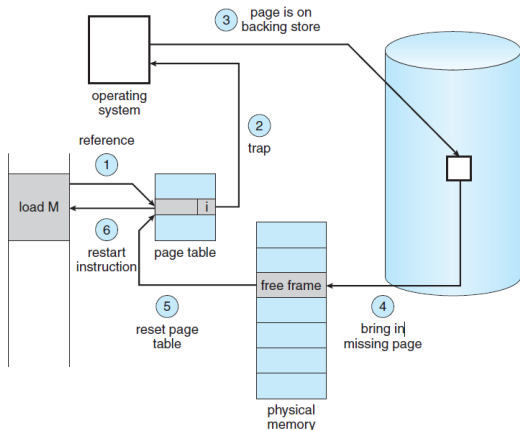 3
page is on
backing store
operating
system
2
trap
reference
1
load M
i
6
restart
instruction
page table
5
reset page
table
free frame
4
bring in
missing page
physical
memory